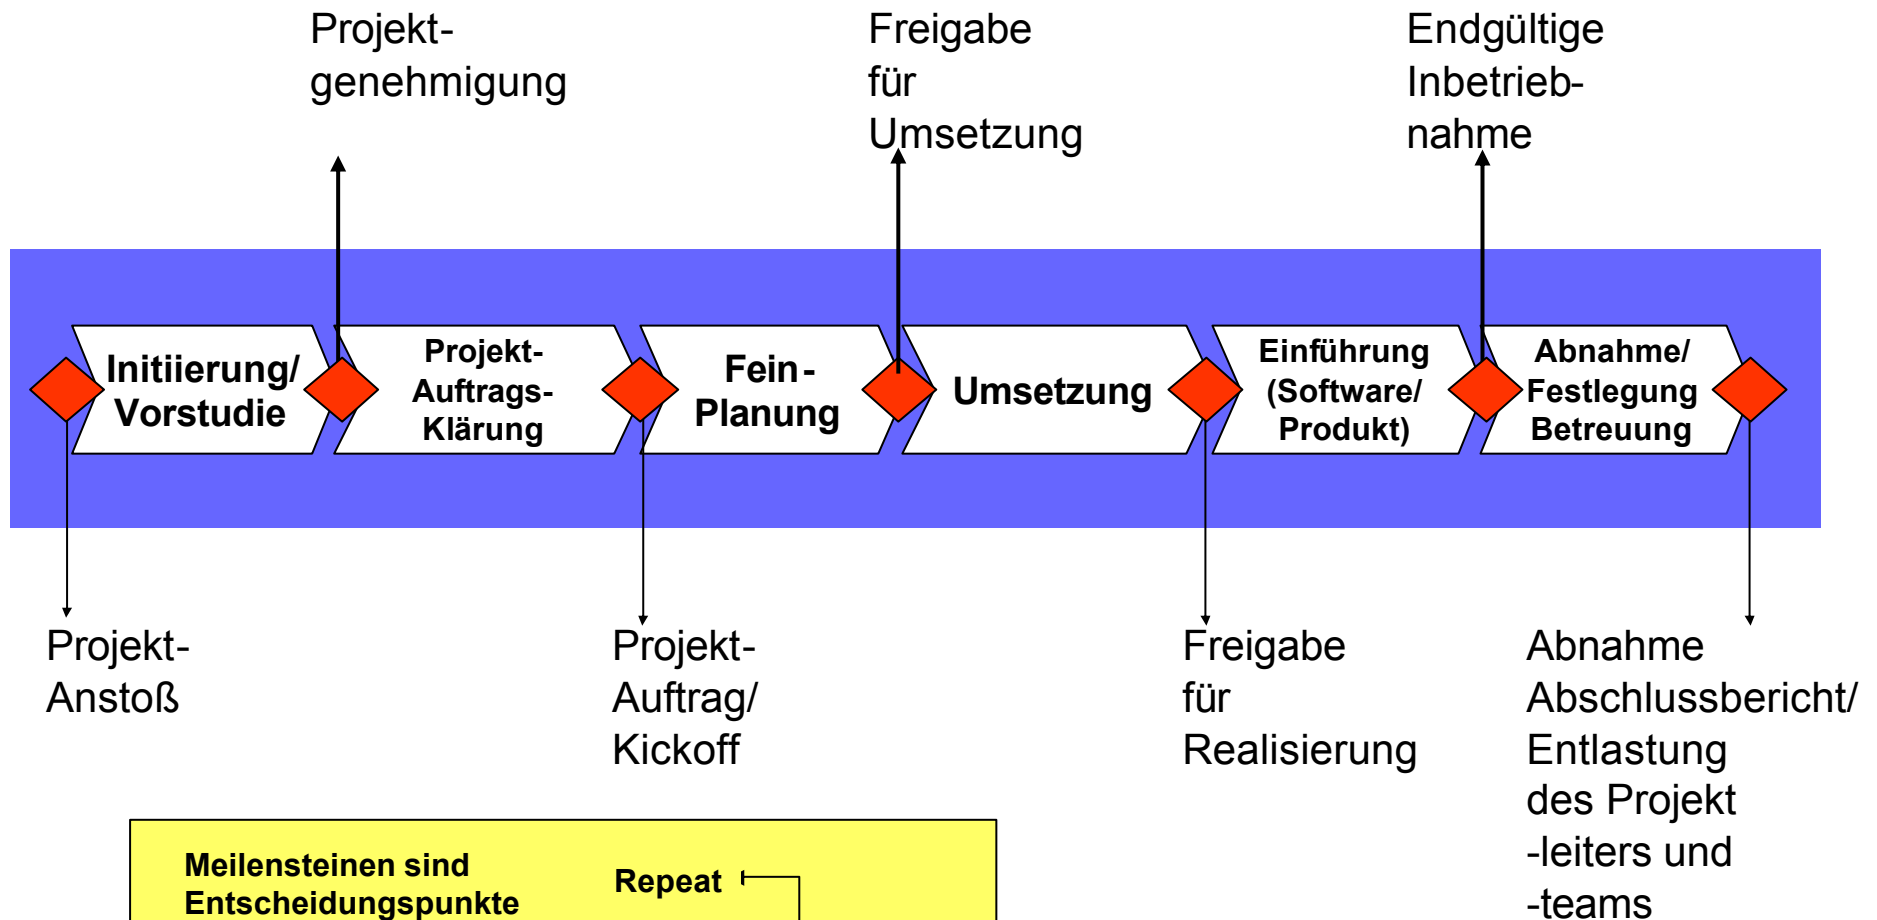 Projekt-
genehmigung
Freigabe
für
Umsetzung
Endgültige
Inbetrieb-
nahme
Initiierung/
Vorstudie
Projekt-
Auftrags-
Klärung
Fein-
Planung
Umsetzung
Einführung
(Software/
Produkt)
Abnahme/
Festlegung
Betreuung
Projekt-
Anstoß
Projekt-
Auftrag/
Kickoff
Freigabe
für
Realisierung
Abnahme
Abschlussbericht/
Entlastung
des Projekt
-leiters und
-teams
Meilensteinen sind
Entscheidungspunkte
Repeat